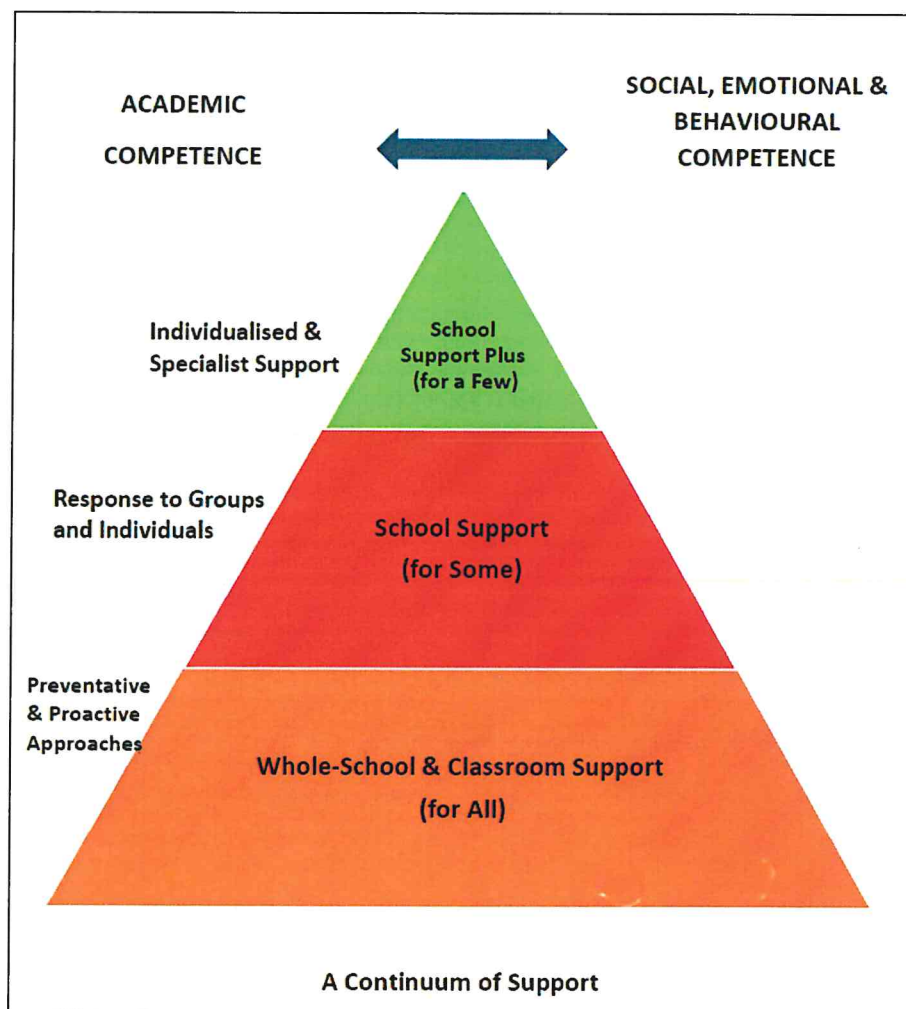 ACADEMIC
COMPETENCE
SOCIAL, EMOTIONAL &
BEHAVIOURAL
COMPETENCE
Individualised &
Specialist Support
School
Support Plus
(for a Few)
Response to Groups
and Individuals
School Support
(for Some)
Preventative
& Proactive
Approaches
Whole-School & Classroom Support
(for All)
A Continuum of Support